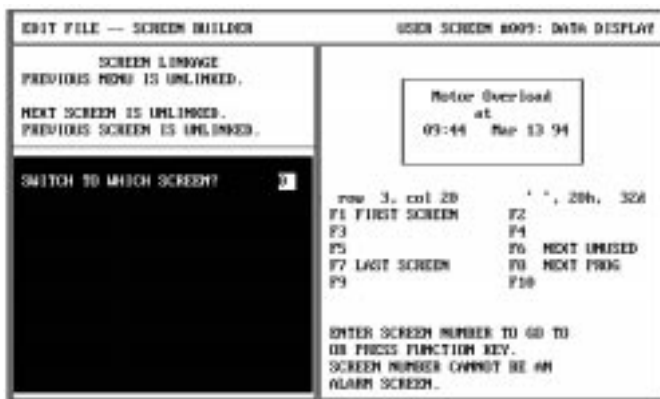 EDIT FILE -- SCREEN BUILDER
USER SCREEN #009: DATA DISPLAY
SCREEN LINKAGE
PREVIOUS MENU IS UNLINKED.
NEXT SCREEN IS UNLINKED.
PREVIOUS SCREEN IS UNLINKED.
SWITCH TO WHICH SCREEN?
Motor Overload
at
09:44 Mar 13 94
row 3, col 20 ' ', 20h, 32d
F1 FIRST SCREEN F2
F3 F4
F5 F6 NEXT UNUSED
F7 LAST SCREEN F8 NEXT PROG
F9 F10
ENTER SCREEN NUMBER TO GO TO
OR PRESS FUNCTION KEY.
SCREEN NUMBER CANNOT BE AN
ALARM SCREEN.